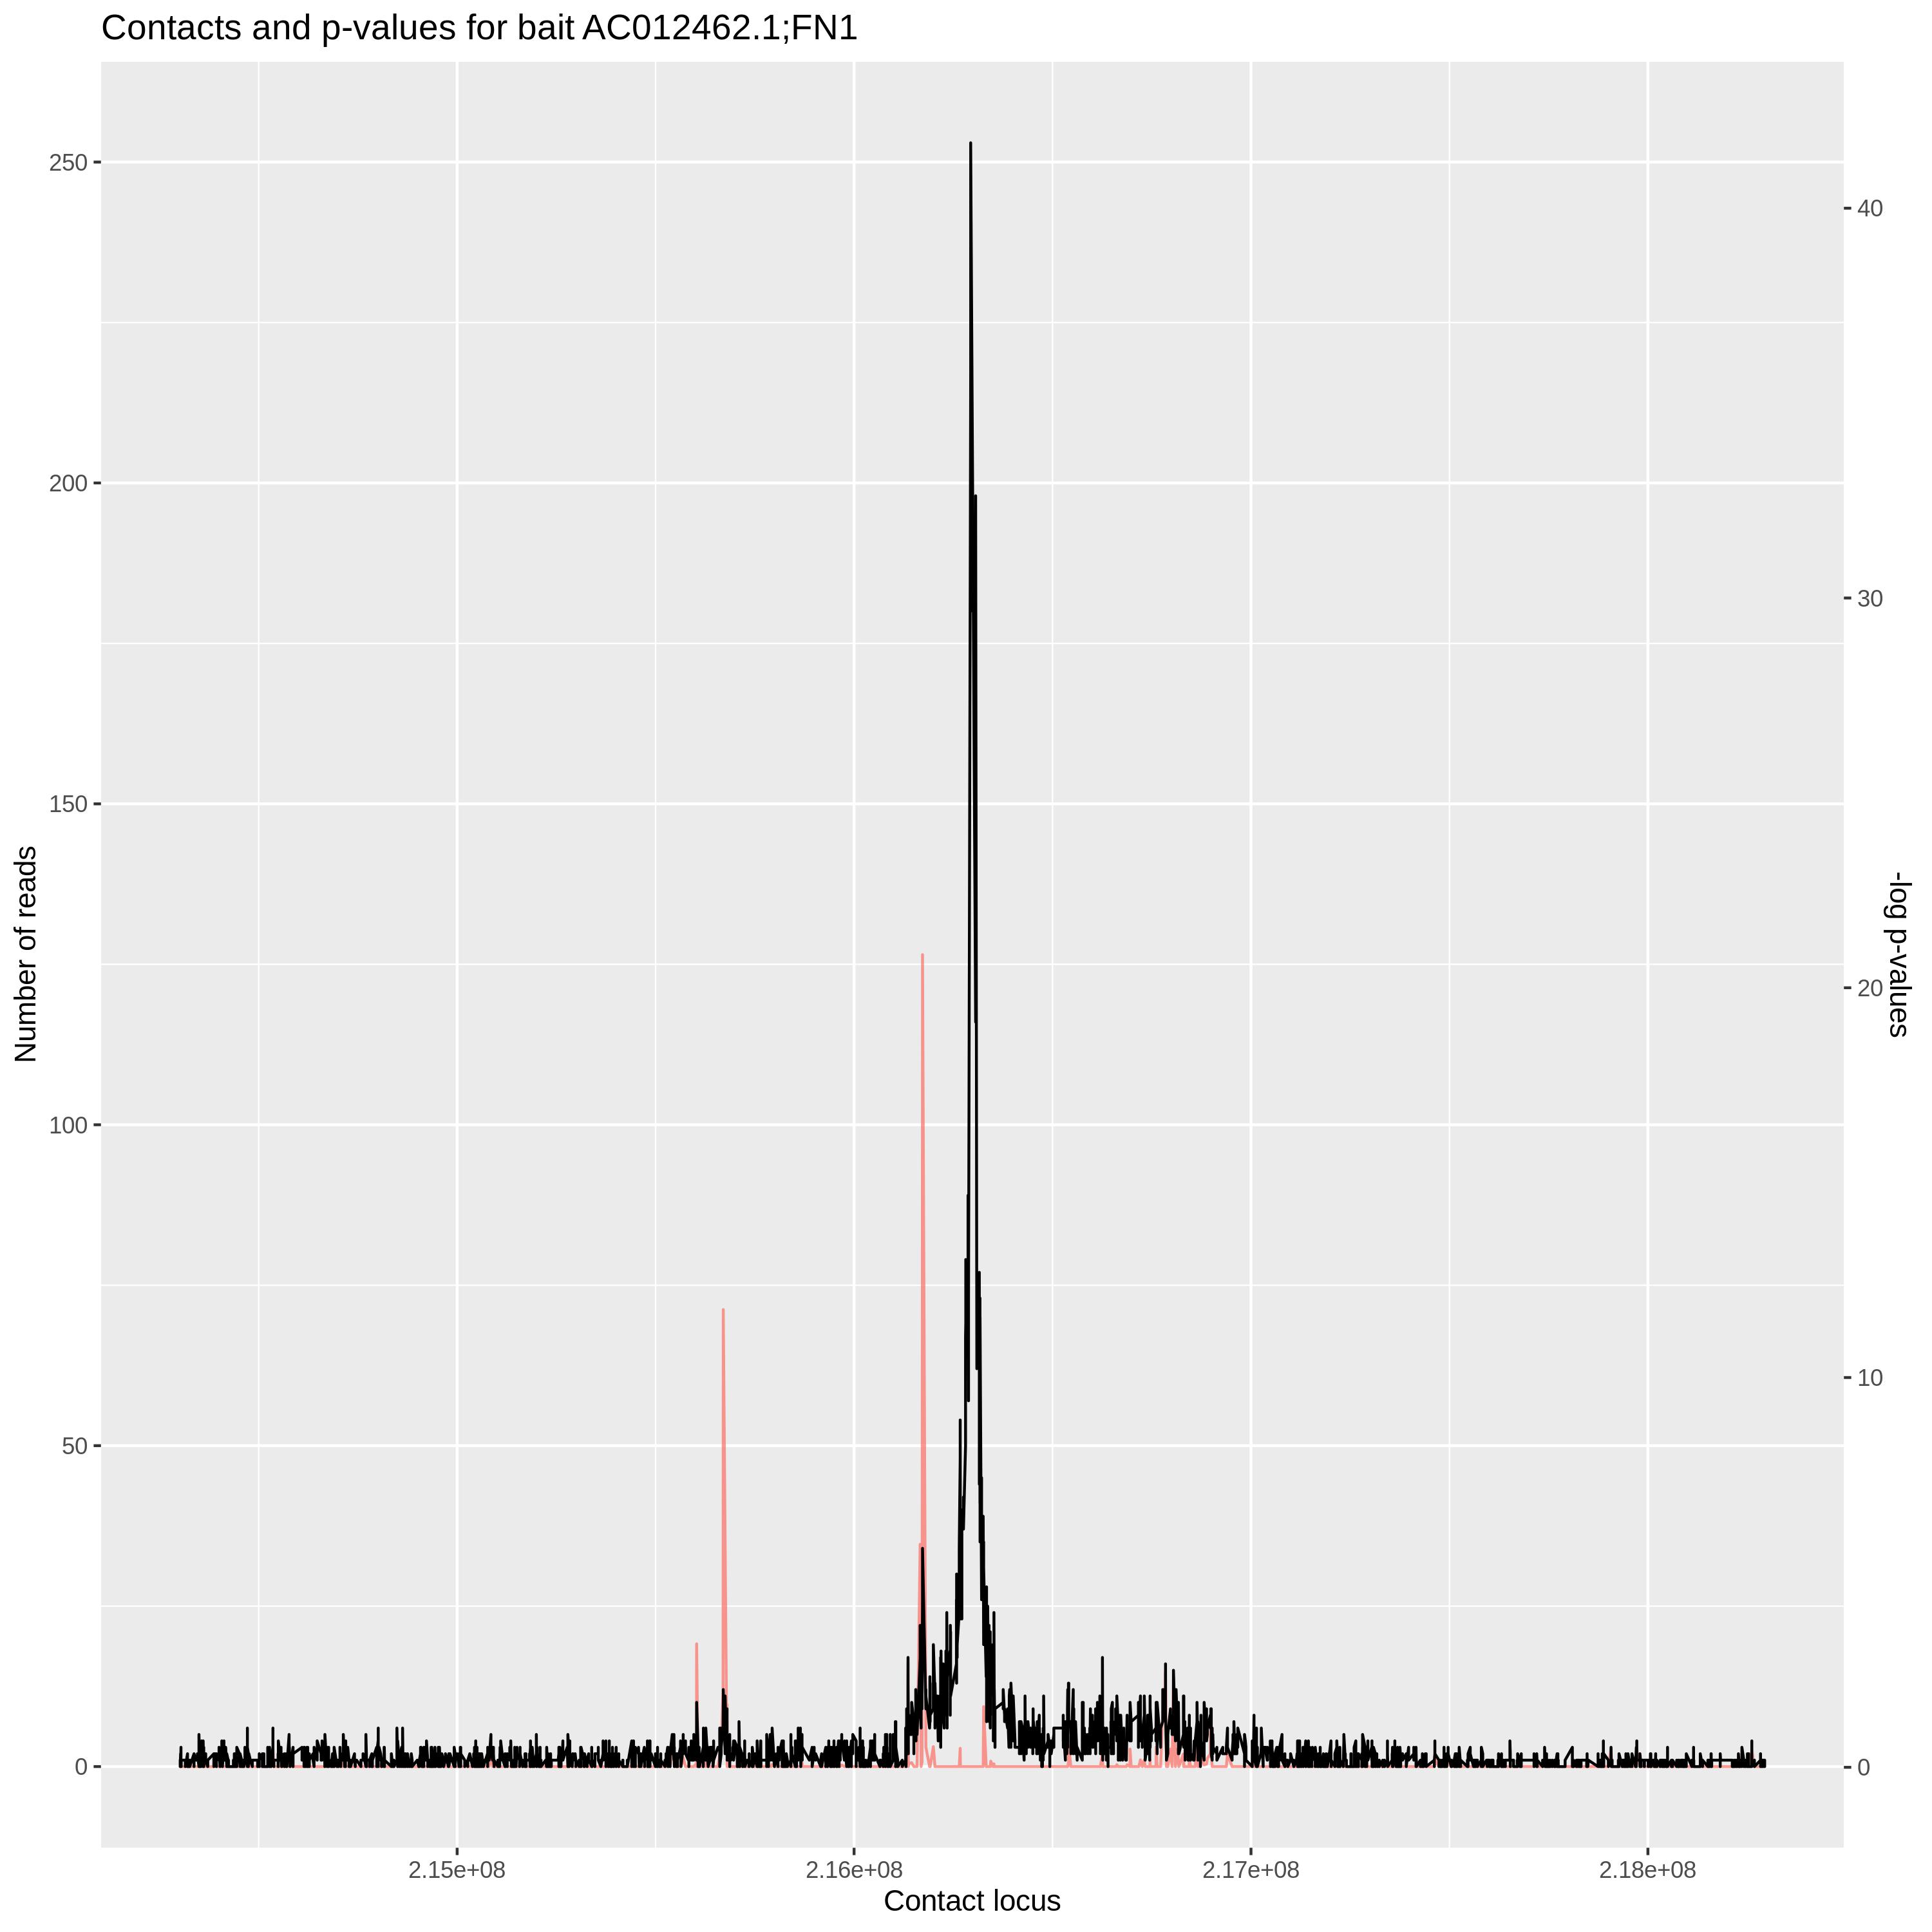 Contacts and p-values for bait AC012462.1;FN1
250
200
150
100
50
0
Number of reads
40
30
20
10
0
-log p-values
2.15e+08
2.16e+08
2.17e+08
2.18e+08
Contact locus